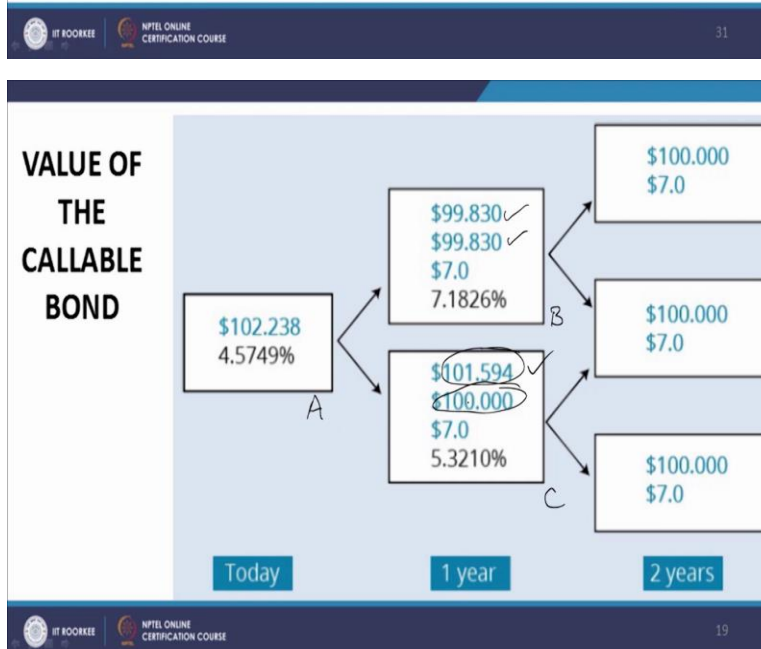 IIT ROORKEE
NPTEL ONLINE
CERTIFICATION COURSE
31
VALUE OF
THE
CALLABLE
BOND
$102.238
4.5749%
A
$99.830
$99.830
$7.0
7.1826%
B
$101.594
$100.000
$7.0
5.3210%
C
$100.000
$7.0
$100.000
$7.0
$100.000
$7.0
Today
1 year
2 years
IIT ROORKEE
NPTEL ONLINE
CERTIFICATION COURSE
19